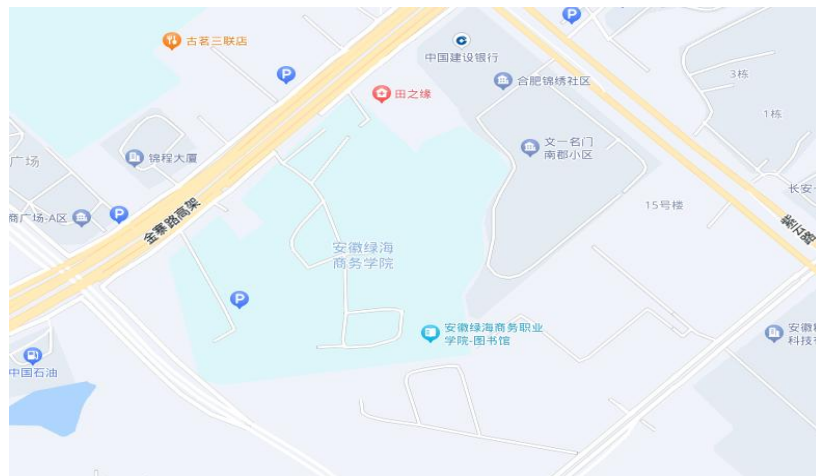 古茗三联店
P
P
中国建设银行
田之缘
合肥锦绣社区
3栋
1栋
文一名门
南郡小区
广场
锦程大厦
长安
15号楼
商广场-A区
P
金寨路高架
紫云路
安徽绿海
商务学院
P
安徽绿海商务职业
学院-图书馆
安徽
科技
中国石油